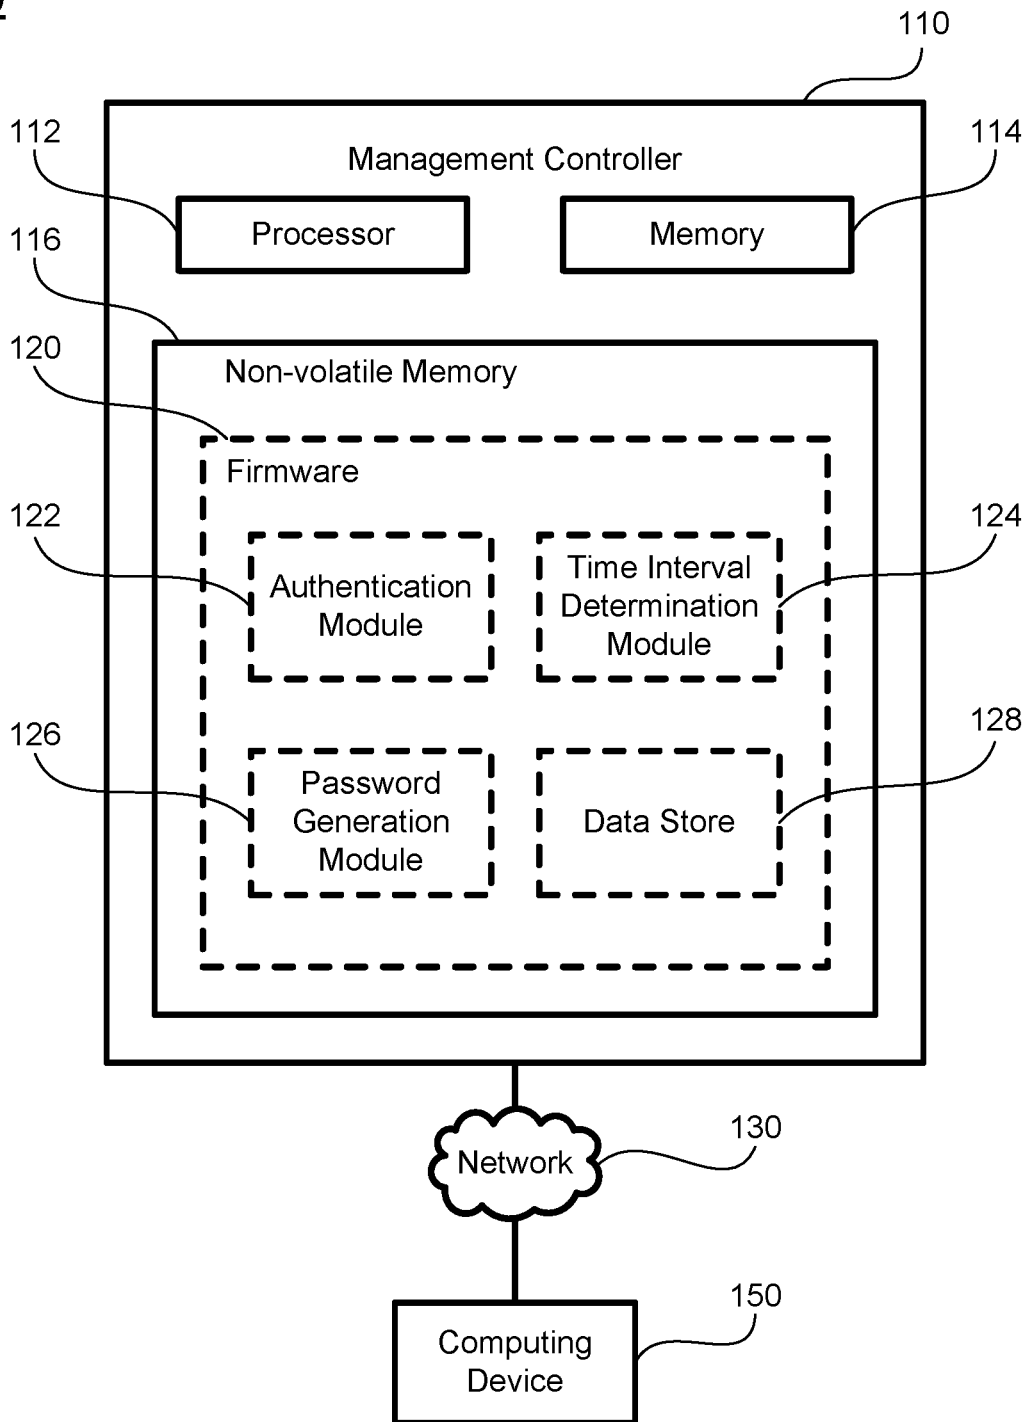 110
112
114
Management Controller
Processor
Memory
116
120
Non-volatile Memory
Firmware
122
124
Authentication
Module
Time Interval
Determination
Module
126
128
Password
Generation
Module
Data Store
130
Network
150
Computing
Device